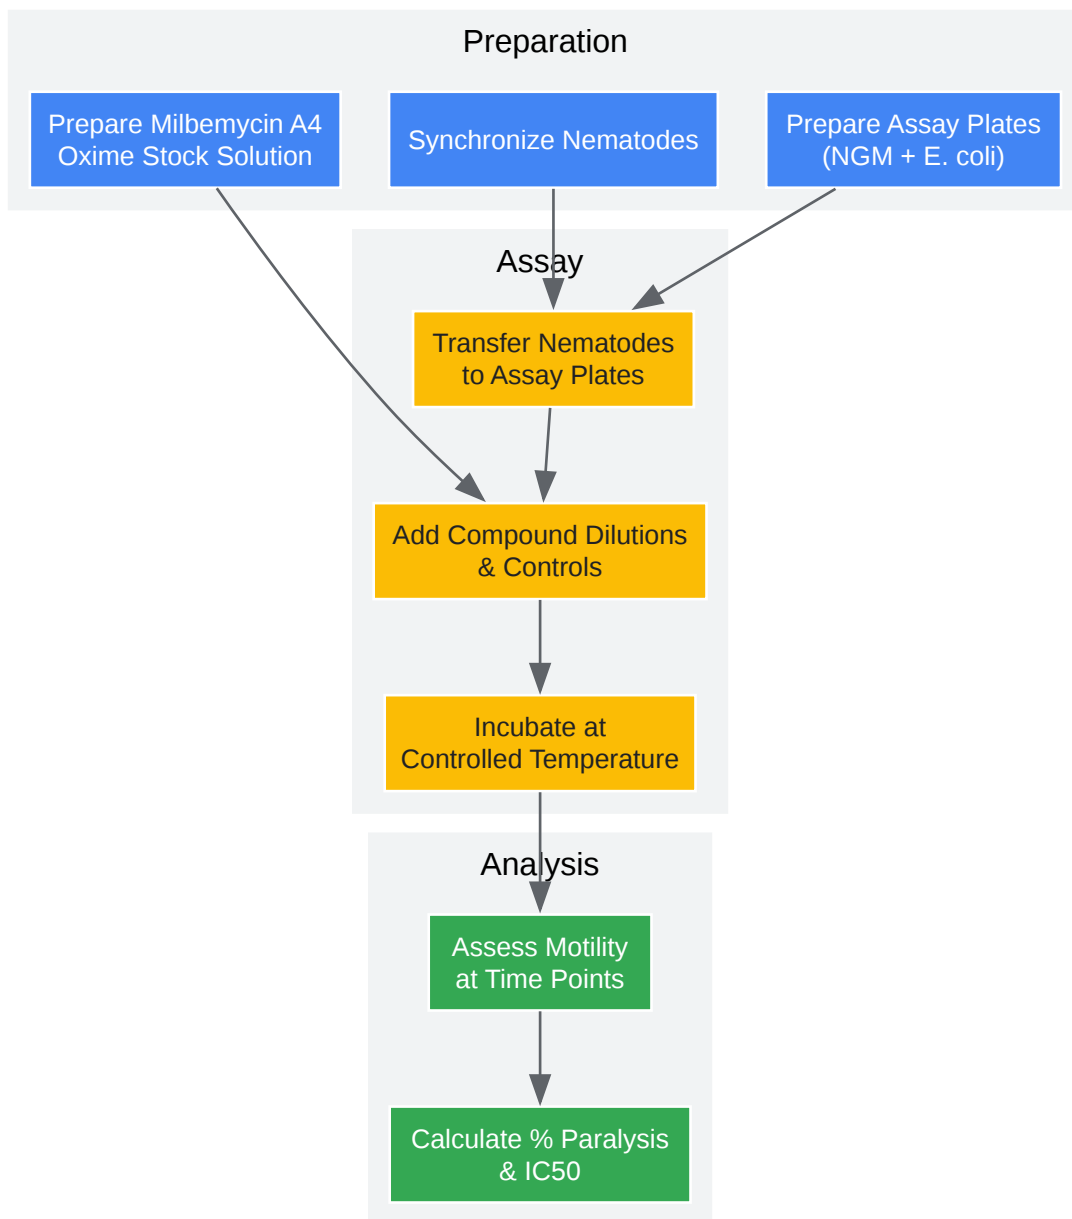 Preparation
Prepare Milbemycin A4
Oxime Stock Solution
Synchronize Nematodes
Prepare Assay Plates
(NGM + E. coli)
Assay
Transfer Nematodes
to Assay Plates
Add Compound Dilutions
& Controls
Incubate at
Controlled Temperature
Analysis
Assess Motility
at Time Points
Calculate % Paralysis
& IC50